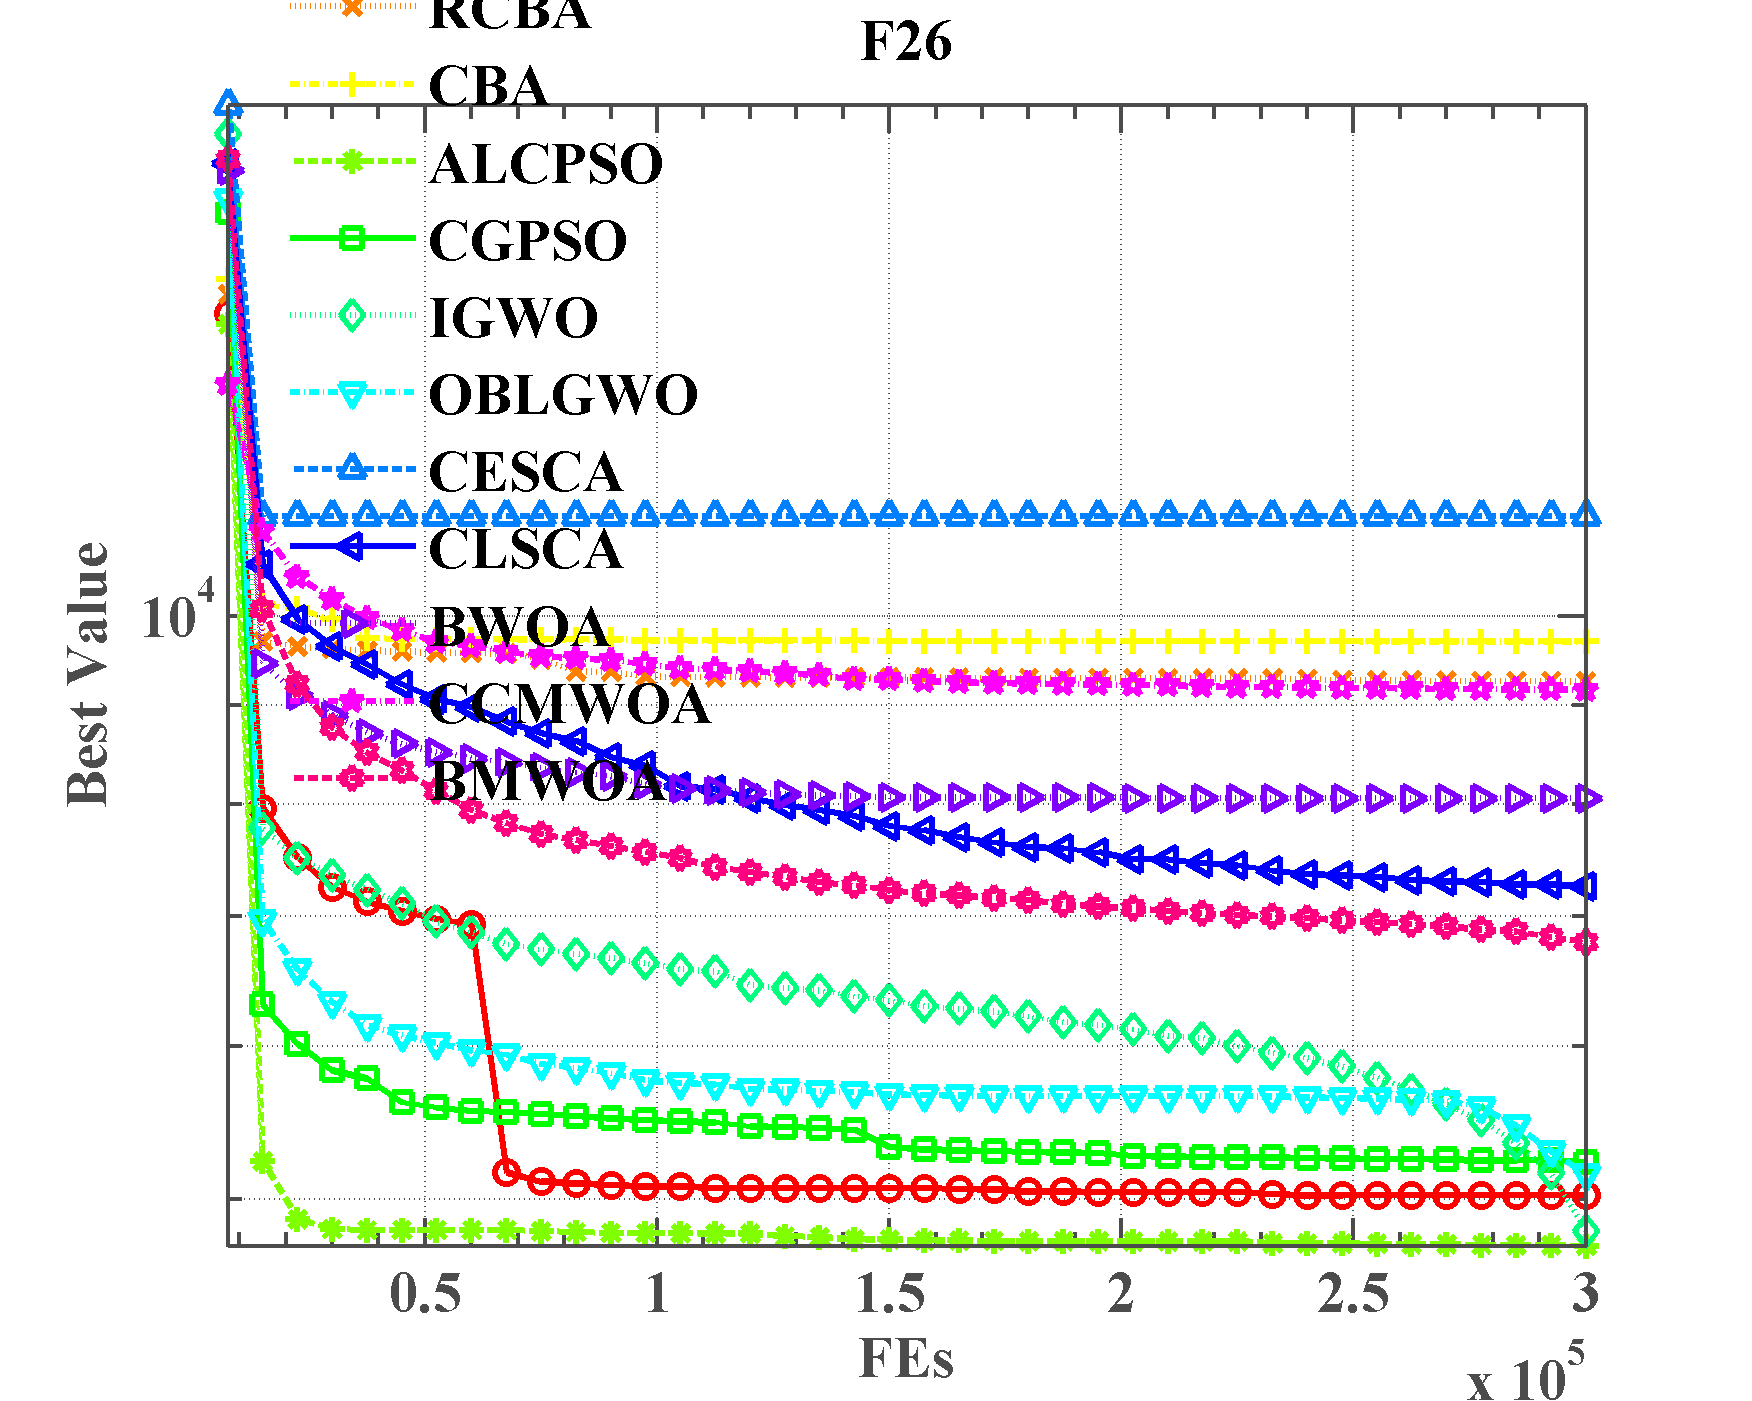 RCBA
F26
CBA
ALCPSO
CGPSO
IGWO
OBLGWO
CESCA
CLSCA
BWOA
CCMWOA
BMWOA
Best Value
10^4
0.5 1 1.5 2 2.5 3
FEs
x 10^5